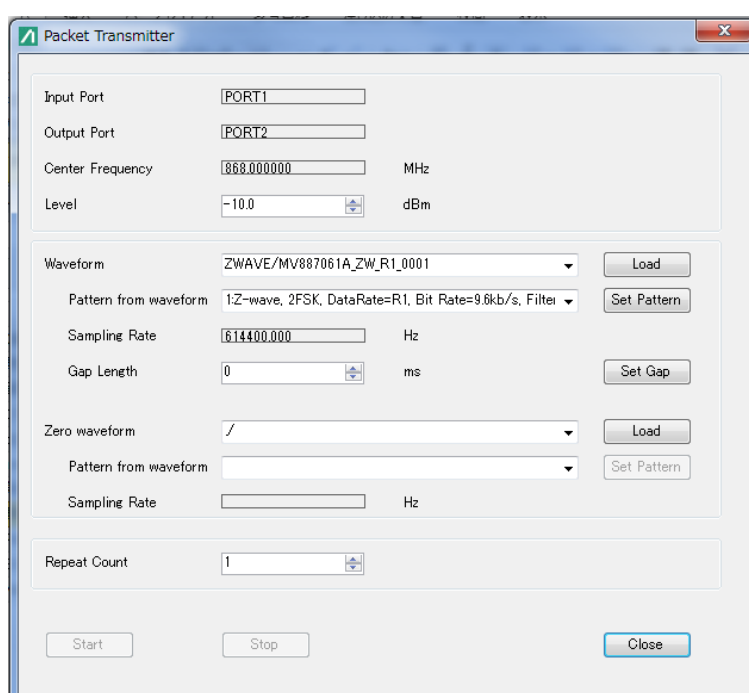 Packet Transmitter
Input Port PORT1
Output Port PORT2
Center Frequency 868.000000 MHz
Level -10.0 dBm
Waveform ZWAVE/MV887061A_ZW_R1_0001 Load
Pattern from waveform 1:Z-wave, 2FSK, DataRate=R1, Bit Rate=9.6kb/s, Filter Set Pattern
Sampling Rate 614400.000 Hz
Gap Length 0 ms Set Gap
Zero waveform ./ Load
Pattern from waveform Set Pattern
Sampling Rate Hz
Repeat Count 1
Start Stop Close